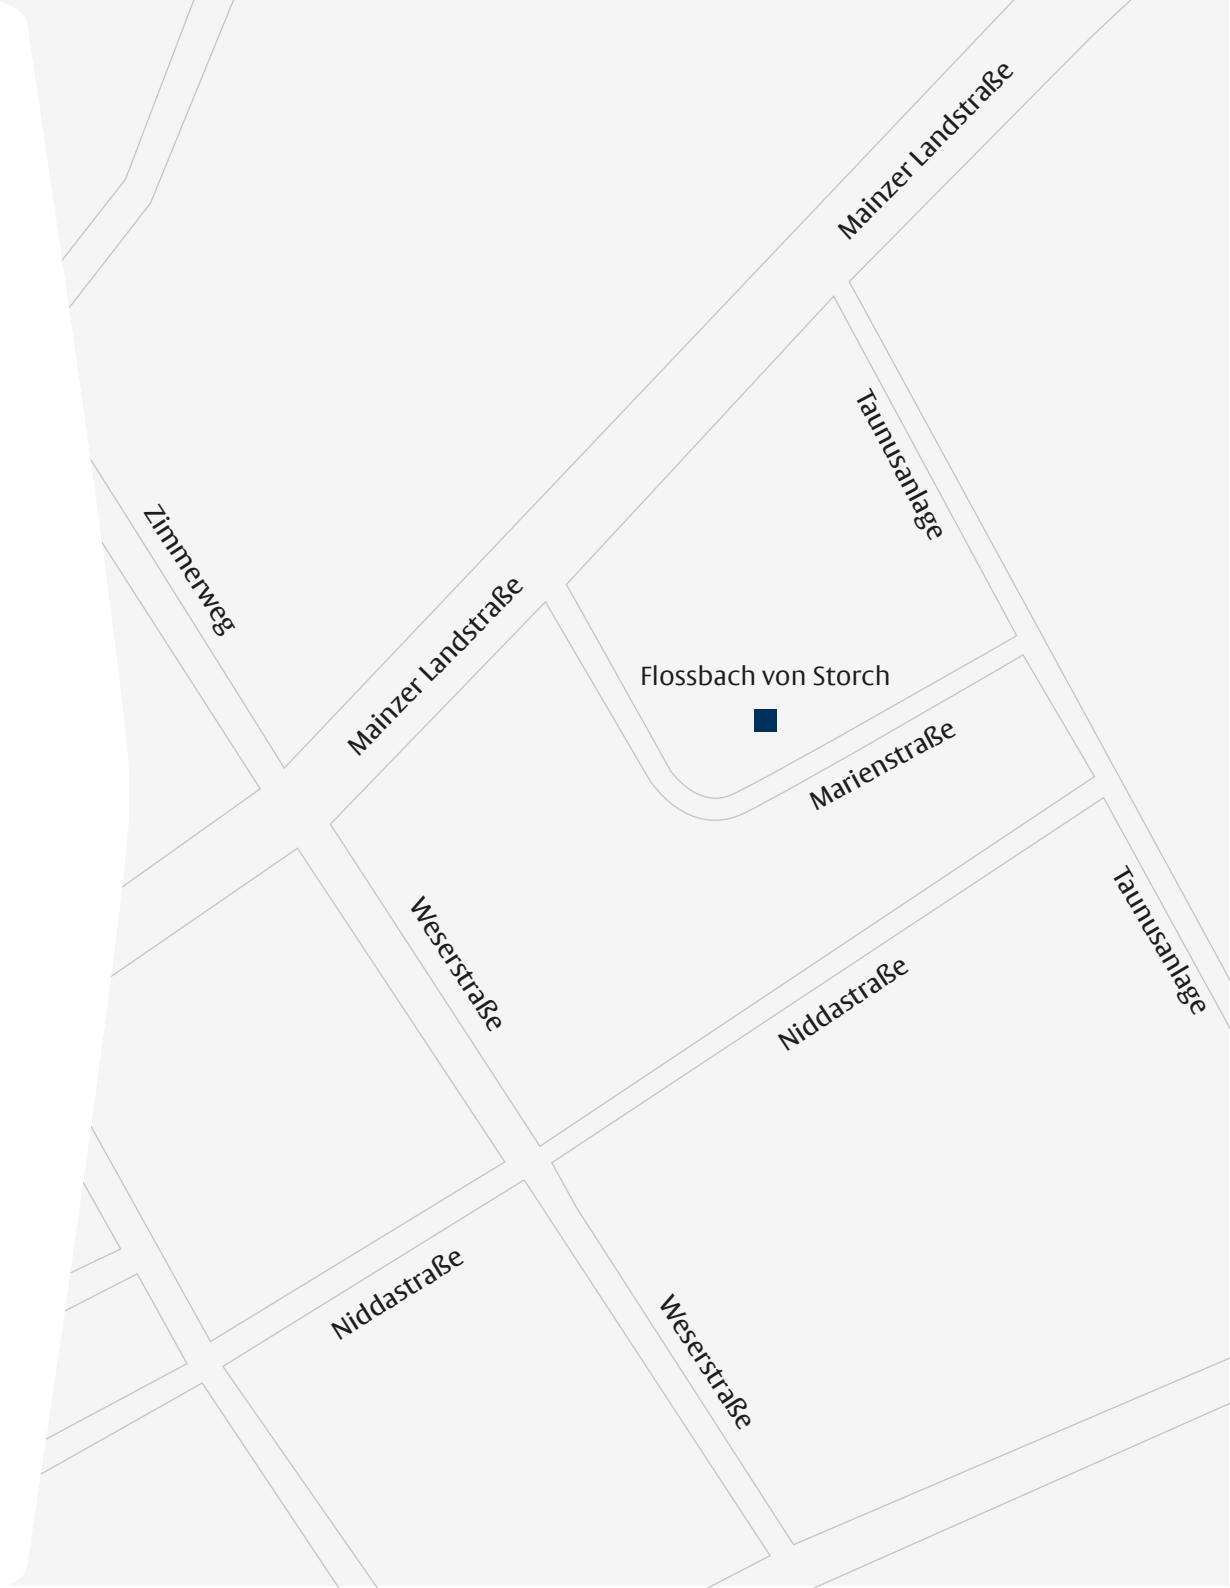 Mainzer Landstraße
Taunusanlage
Zimmerweg
Mainzer Landstraße
Flossbach von Storch
Marienstraße
Weserstraße
Taunusanlage
Niddastraße
Niddastraße
Weserstraße